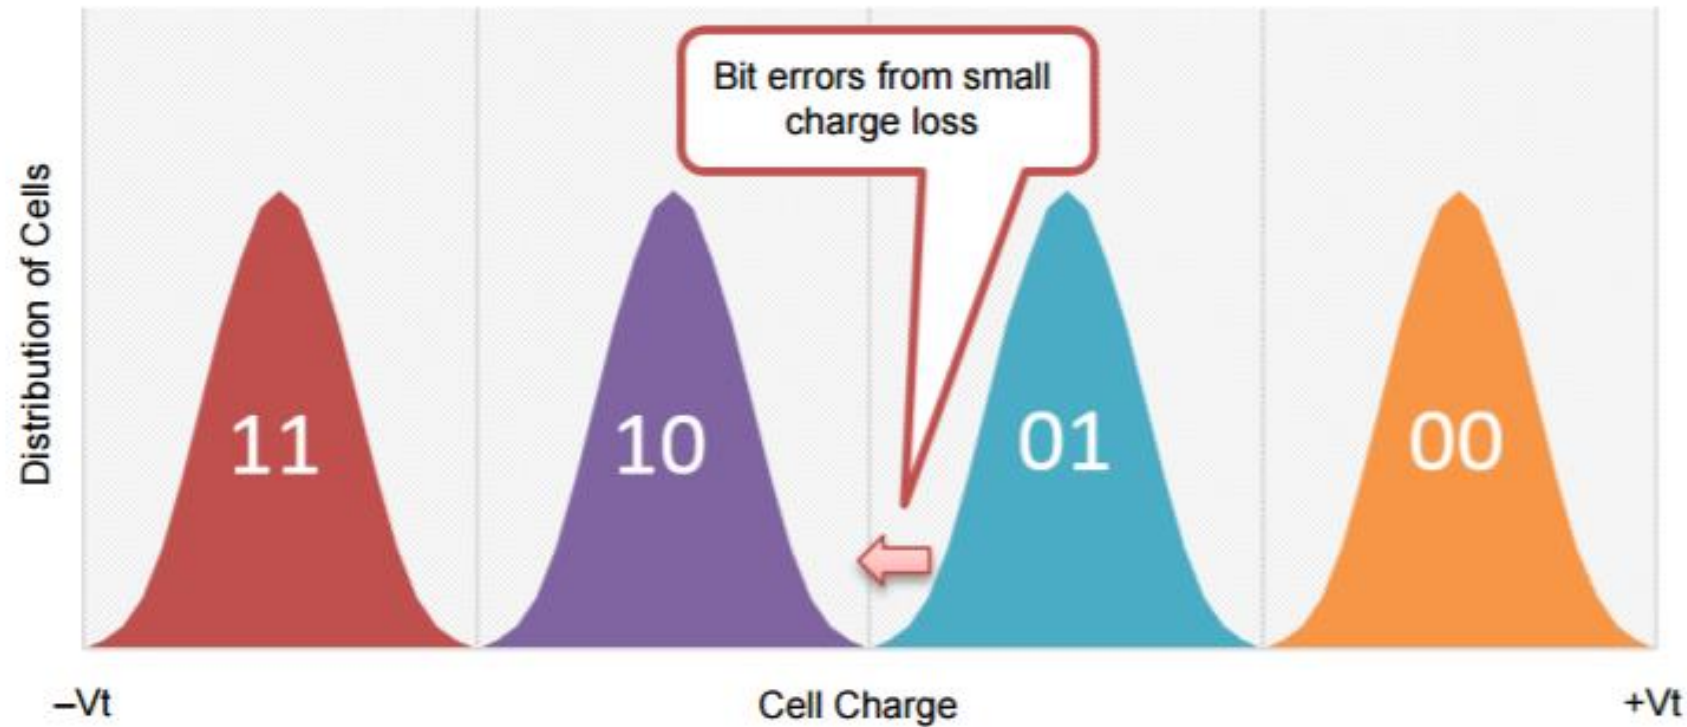 Bit errors from small
charge loss
Distribution of Cells
11
10
01
00
–Vt
Cell Charge
+Vt